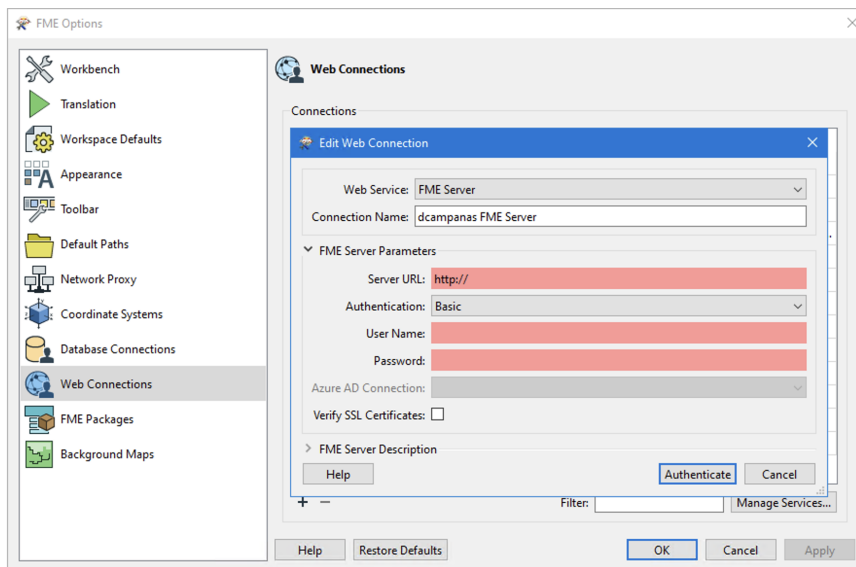 FME Options
Workbench
Translation
Workspace Defaults
Appearance
Toolbar
Default Paths
Network Proxy
Coordinate Systems
Database Connections
Web Connections
FME Packages
Background Maps
Web Connections
Connections
Edit Web Connection
Web Service: FME Server
Connection Name: dcampanas FME Server
FME Server Parameters
Server URL: http://
Authentication: Basic
User Name:
Password:
Azure AD Connection:
Verify SSL Certificates:
FME Server Description
Help Authenticate Cancel
Filter: Manage Services...
Help Restore Defaults OK Cancel Apply